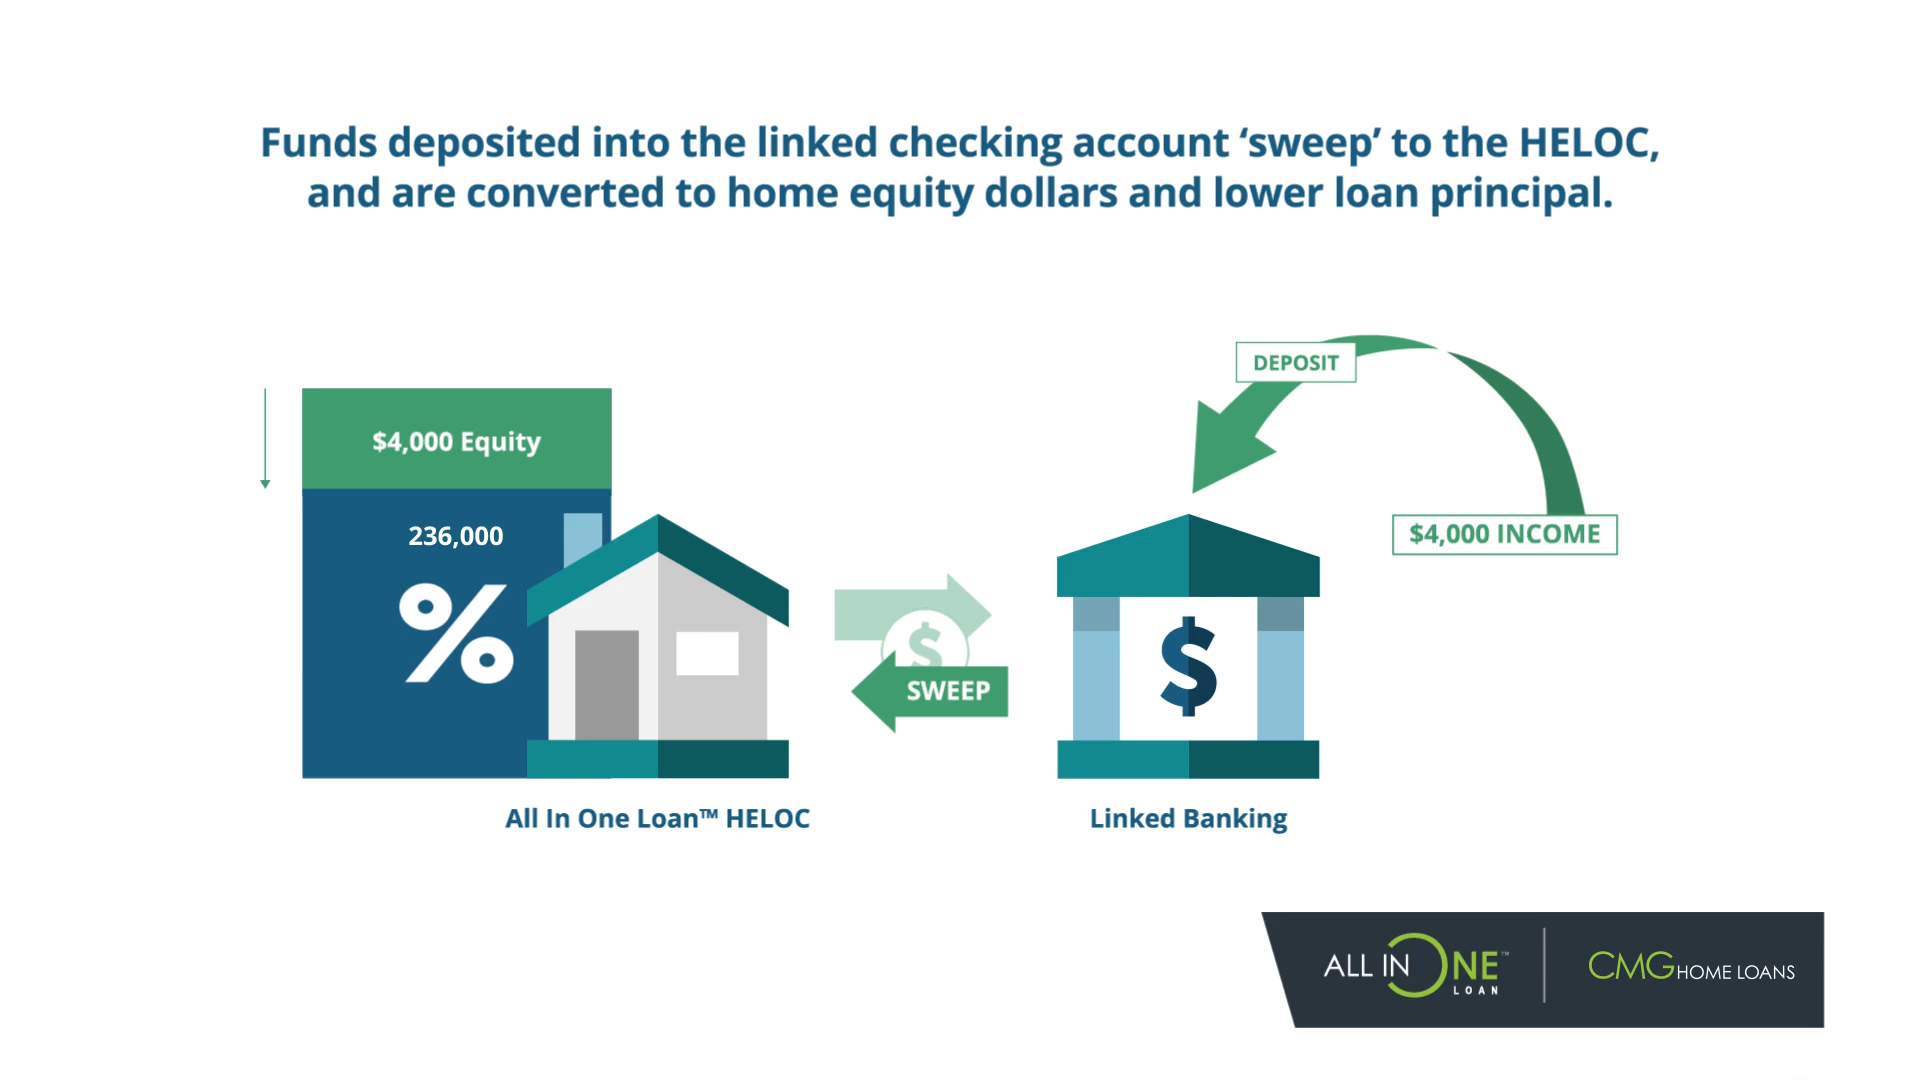 Funds deposited into the linked checking account ‘sweep’ to the HELOC,
and are converted to home equity dollars and lower loan principal.
DEPOSIT
$4,000 Equity
236,000
%
$4,000 INCOME
$
SWEEP
$
All In One Loan™ HELOC
Linked Banking
ALL IN ONE™
LOAN
CMG HOME LOANS